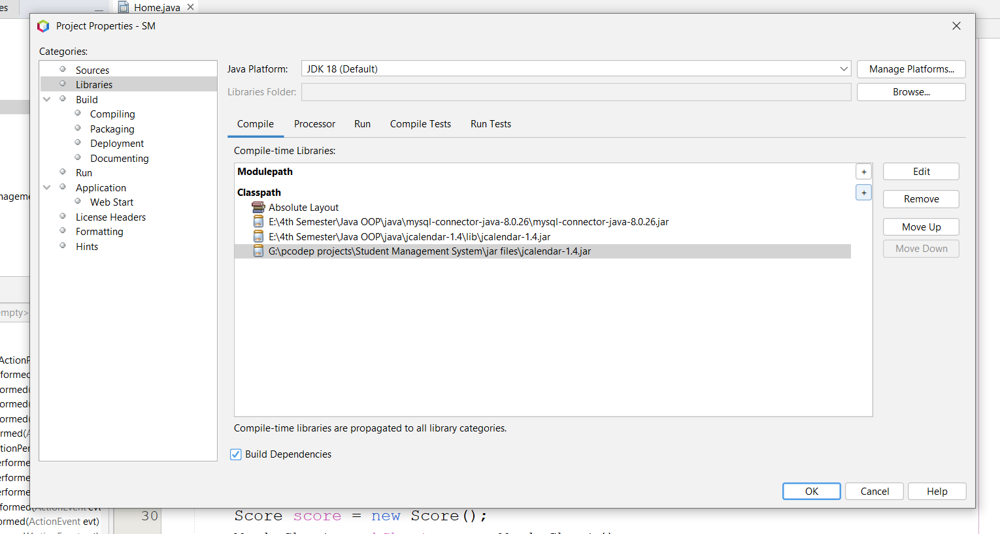 es
Home.java
Project Properties - SM
Categories:
Sources
Libraries
Build
Compiling
Packaging
Deployment
Documenting
Run
Application
Web Start
License Headers
Formatting
Hints
Java Platform:
JDK 18 (Default)
Manage Platforms...
Libraries Folder:
Browse...
Compile Processor Run Compile Tests Run Tests
Compile-time Libraries:
Modulepath
+
Classpath
+
Absolute Layout
E:\4th Semester\Java OOP\java\mysql-connector-java-8.0.26\mysql-connector-java-8.0.26.jar
E:\4th Semester\Java OOP\java\jcalendar-1.4\lib\jcalendar-1.4.jar
G:\pcodep projects\Student Management System\jar files\jcalendar-1.4.jar
Edit
Remove
Move Up
Move Down
Compile-time libraries are propagated to all library categories.
Build Dependencies
OK
Cancel
Help
nageme
mpty>
ActionP
formed
ormed(
ormed(
ormed(
rmed(A
tionPer
erformed
erforme
erforme
formed(ActionEvent evt)
ormed(ActionEvent evt)
30 Score score = new Score();